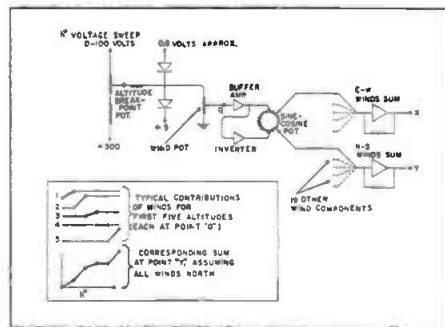 h" VOLTAGE SWEEP
0-100 VOLTS
0.8 VOLTS APPROX.
ALTITUDE
BREAK-
POINT
POT.
+300
WIND POT
BUFFER
AMP
INVERTER
SINE-
COSINE
POT
E-W
WINDS SUM
X
N-S
WINDS SUM
Y
19 OTHER
WIND COMPONENTS
1
2
3
4
5
TYPICAL CONTRIBUTIONS
OF WINDS FOR
FIRST FIVE ALTITUDES
(EACH AT POINT "O")
CORRESPONDING SUM
AT POINT "Y," ASSUMING
ALL WINDS NORTH
h"